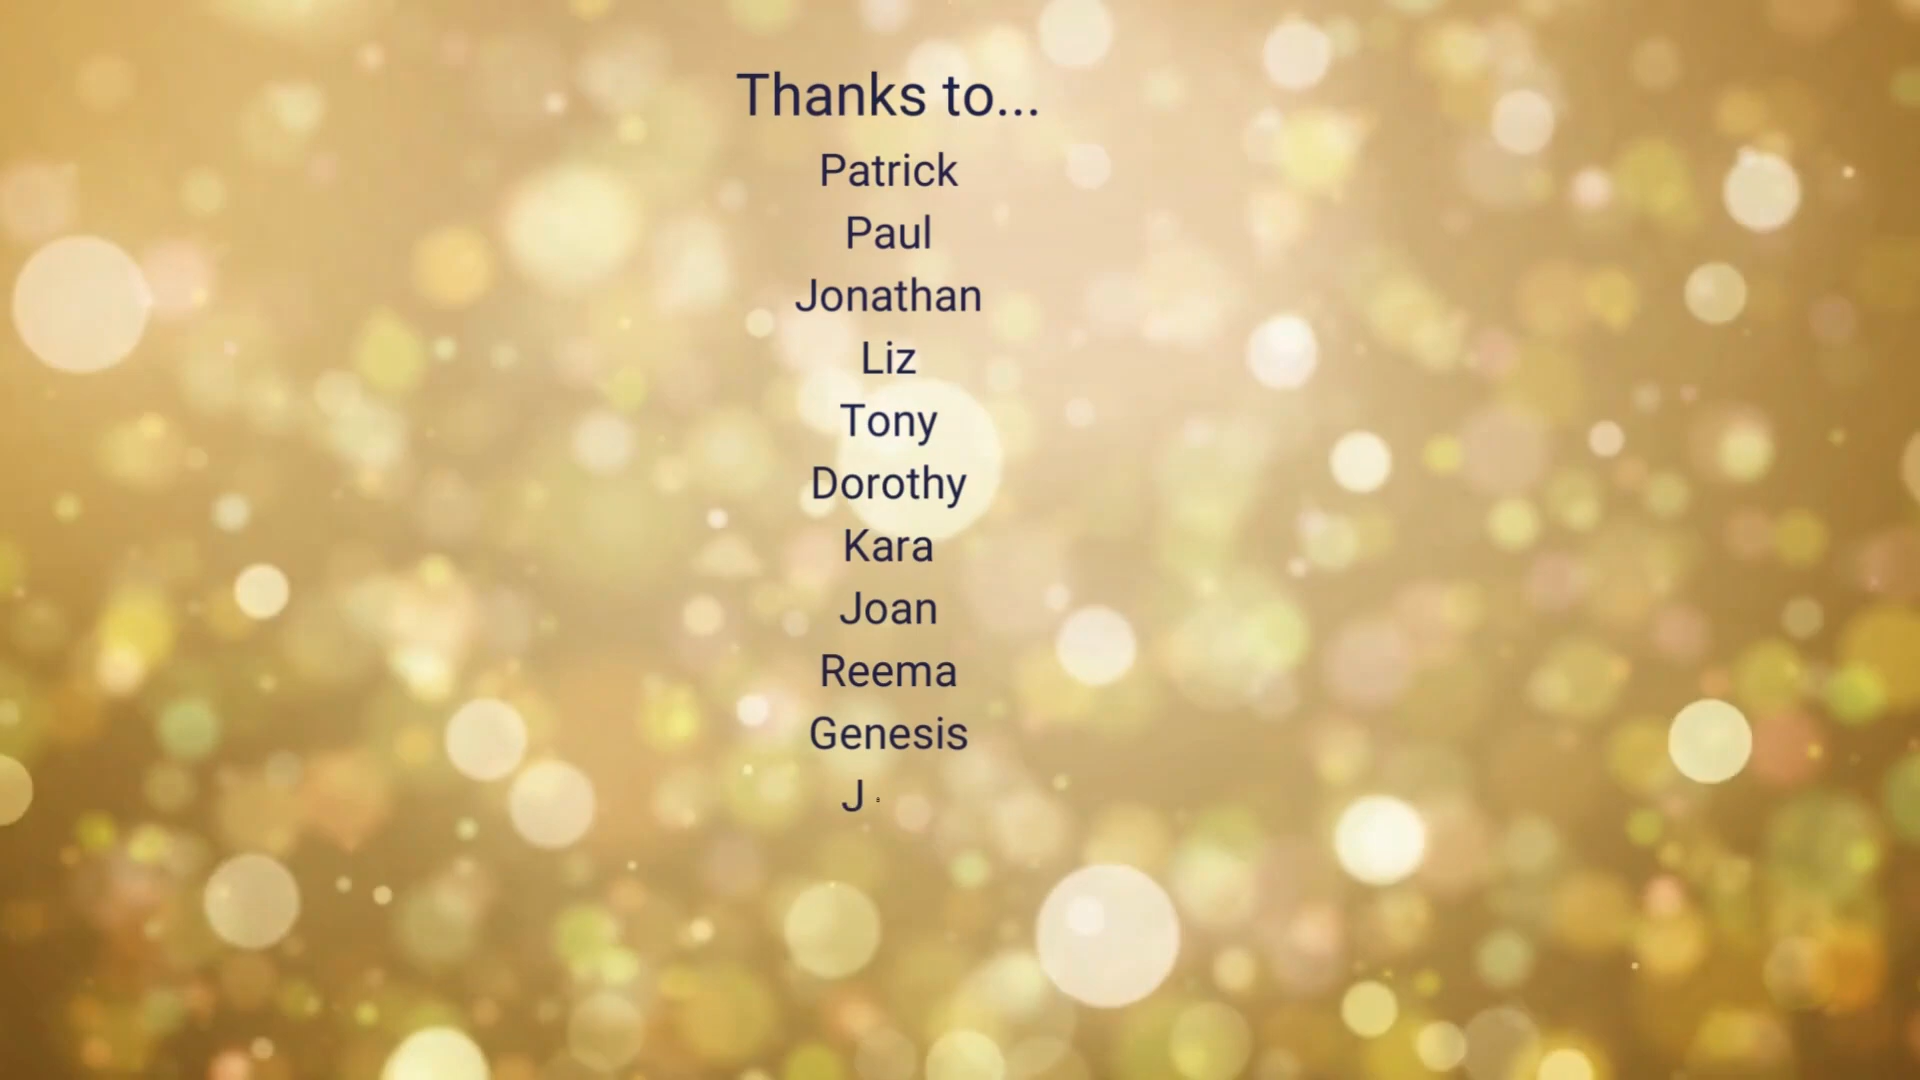 Thanks to...
Patrick
Paul
Jonathan
Liz
Tony
Dorothy
Kara
Joan
Reema
Genesis
J